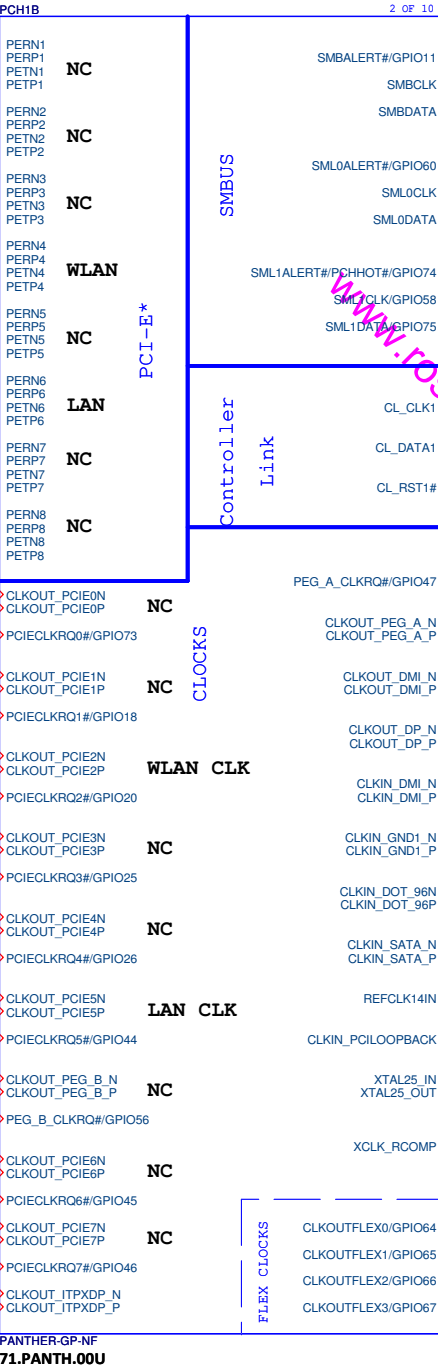 PCH1B 2 OF 10
PERN1
PERP1
PETN1
PETP1
NC
PERN2
PERP2
PETN2
PETP2
NC
PERN3
PERP3
PETN3
PETP3
NC
PERN4
PERP4
PETN4
PETP4
WLAN
PERN5
PERP5
PETN5
PETP5
NC
PERN6
PERP6
PETN6
PETP6
LAN
PERN7
PERP7
PETN7
PETP7
NC
PERN8
PERP8
PETN8
PETP8
NC
PCI-E*
SMBUS
SMBALERT#/GPIO11
SMBCLK
SMBDATA
SML0ALERT#/GPIO60
SML0CLK
SML0DATA
SML1ALERT#/PCHHOT#/GPIO74
SML1CLK/GPIO58
SML1DATA/GPIO75
www.ros
Controller
Link
CL_CLK1
CL_DATA1
CL_RST1#
CLOCKS
CLKOUT_PCIE0N
CLKOUT_PCIE0P
NC
PCIECLKRQ0#/GPIO73
CLKOUT_PCIE1N
CLKOUT_PCIE1P
NC
PCIECLKRQ1#/GPIO18
CLKOUT_PCIE2N
CLKOUT_PCIE2P
WLAN CLK
PCIECLKRQ2#/GPIO20
CLKOUT_PCIE3N
CLKOUT_PCIE3P
NC
PCIECLKRQ3#/GPIO25
CLKOUT_PCIE4N
CLKOUT_PCIE4P
NC
PCIECLKRQ4#/GPIO26
CLKOUT_PCIE5N
CLKOUT_PCIE5P
LAN CLK
PCIECLKRQ5#/GPIO44
CLKOUT_PEG_B_N
CLKOUT_PEG_B_P
NC
PEG_B_CLKRQ#/GPIO56
CLKOUT_PCIE6N
CLKOUT_PCIE6P
NC
PCIECLKRQ6#/GPIO45
CLKOUT_PCIE7N
CLKOUT_PCIE7P
NC
PCIECLKRQ7#/GPIO46
CLKOUT_ITPXDP_N
CLKOUT_ITPXDP_P
PEG_A_CLKRQ#/GPIO47
CLKOUT_PEG_A_N
CLKOUT_PEG_A_P
CLKOUT_DMI_N
CLKOUT_DMI_P
CLKOUT_DP_N
CLKOUT_DP_P
CLKIN_DMI_N
CLKIN_DMI_P
CLKIN_GND1_N
CLKIN_GND1_P
CLKIN_DOT_96N
CLKIN_DOT_96P
CLKIN_SATA_N
CLKIN_SATA_P
REFCLK14IN
CLKIN_PCILOOPBACK
XTAL25_IN
XTAL25_OUT
XCLK_RCOMP
FLEX CLOCKS
CLKOUTFLEX0/GPIO64
CLKOUTFLEX1/GPIO65
CLKOUTFLEX2/GPIO66
CLKOUTFLEX3/GPIO67
PANTHER-GP-NF
71.PANTH.00U